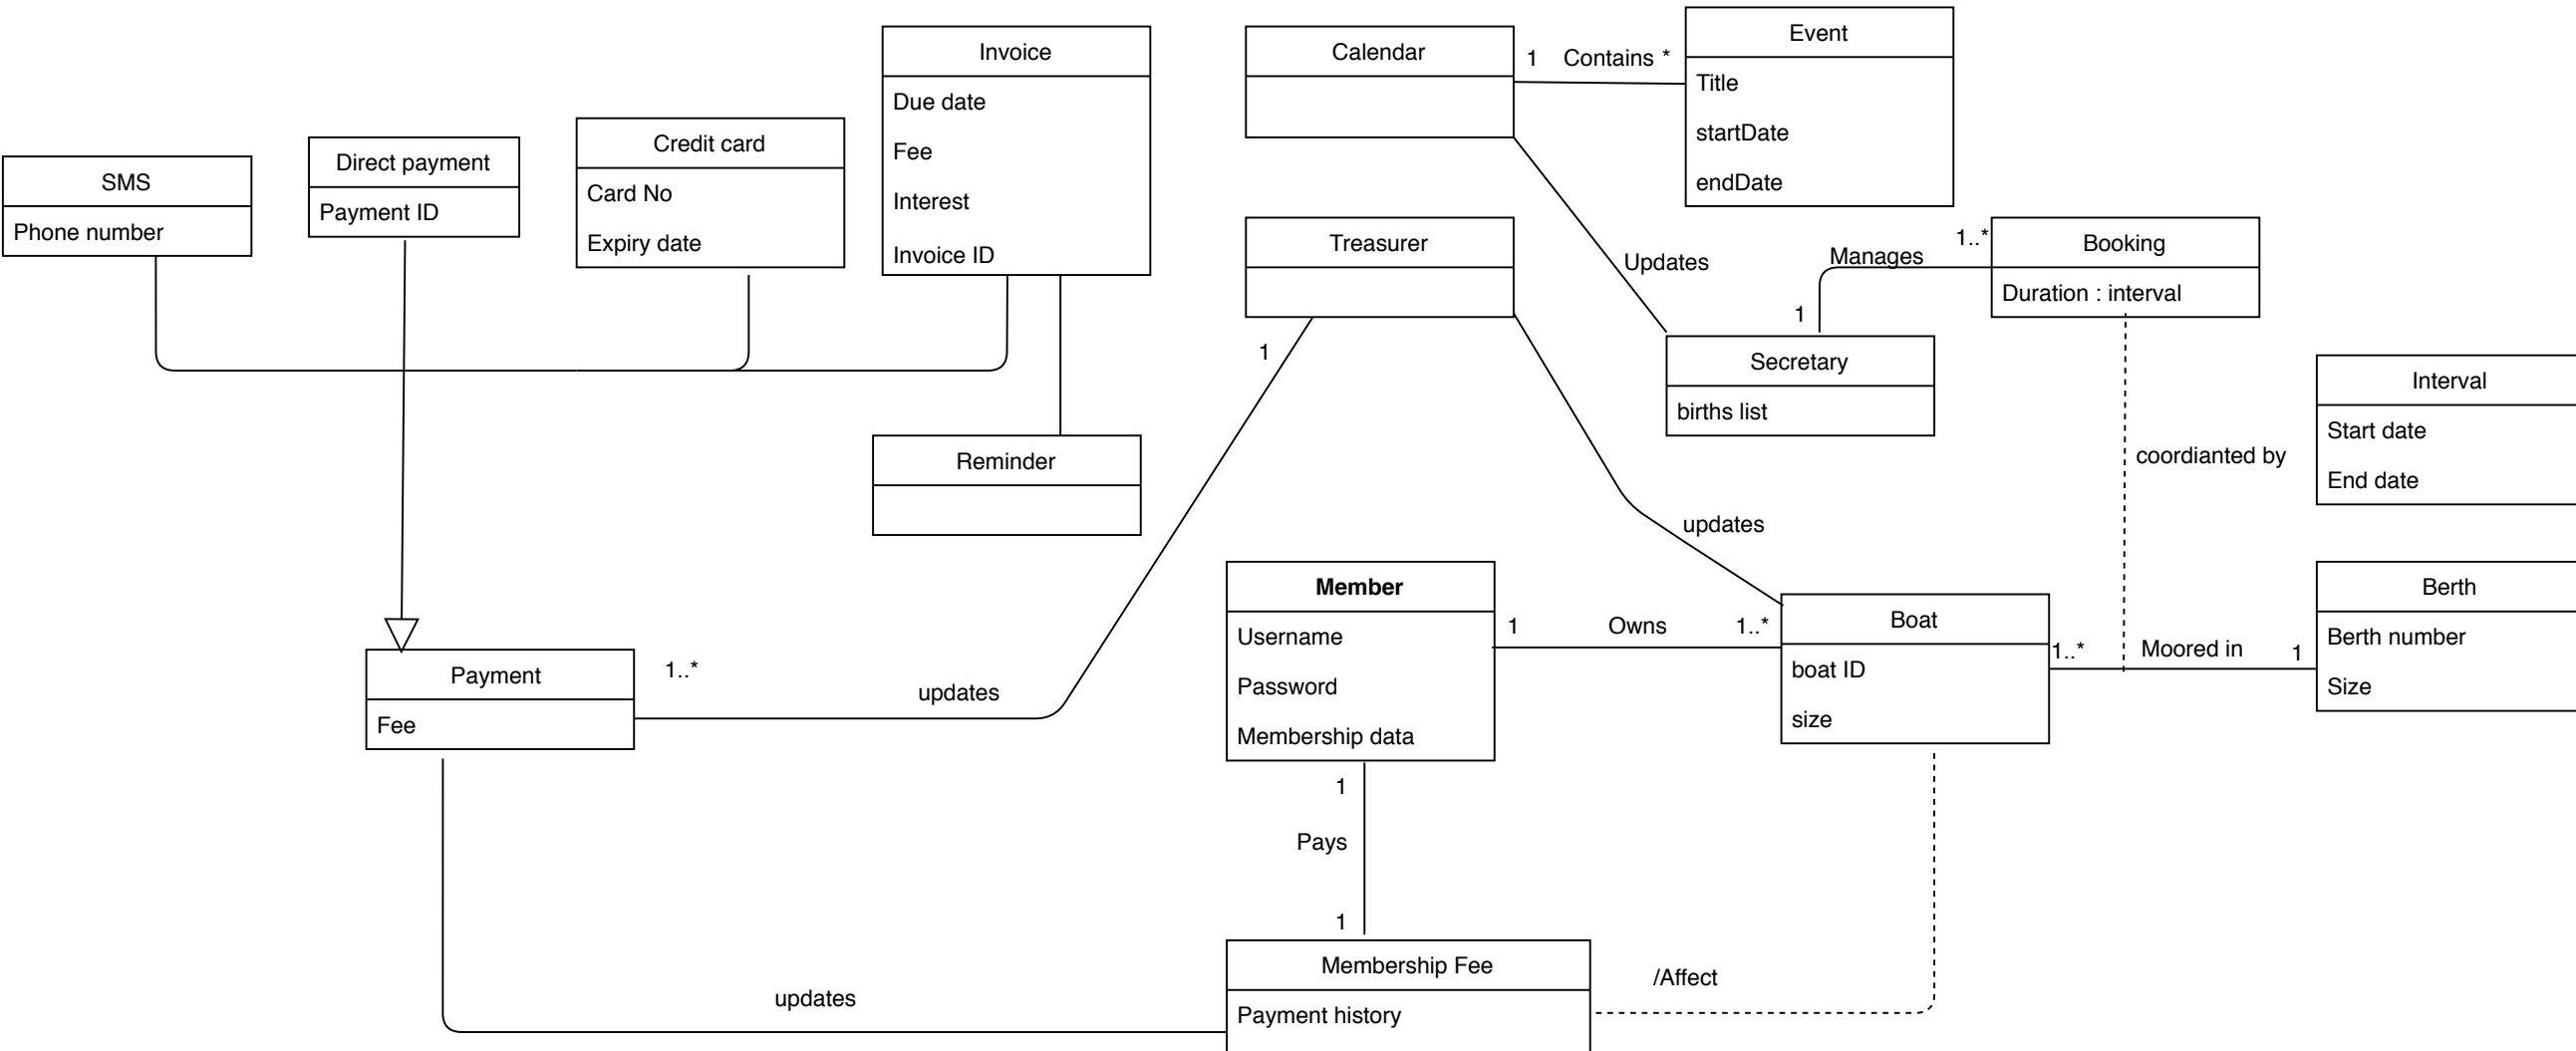 SMS
Phone number
Direct payment
Payment ID
Credit card
Card No
Expiry date
Invoice
Due date
Fee
Interest
Invoice ID
Reminder
Calendar
1 Contains *
Event
Title
startDate
endDate
Treasurer
1
Updates
Manages
1..*
1
Booking
Duration : interval
Secretary
births list
coordianted by
Interval
Start date
End date
updates
Payment
Fee
1..*
updates
Member
Username
Password
Membership data
1 Owns 1..*
Boat
boat ID
size
1..* Moored in 1
Berth
Berth number
Size
1
Pays
1
Membership Fee
Payment history
/Affect
updates